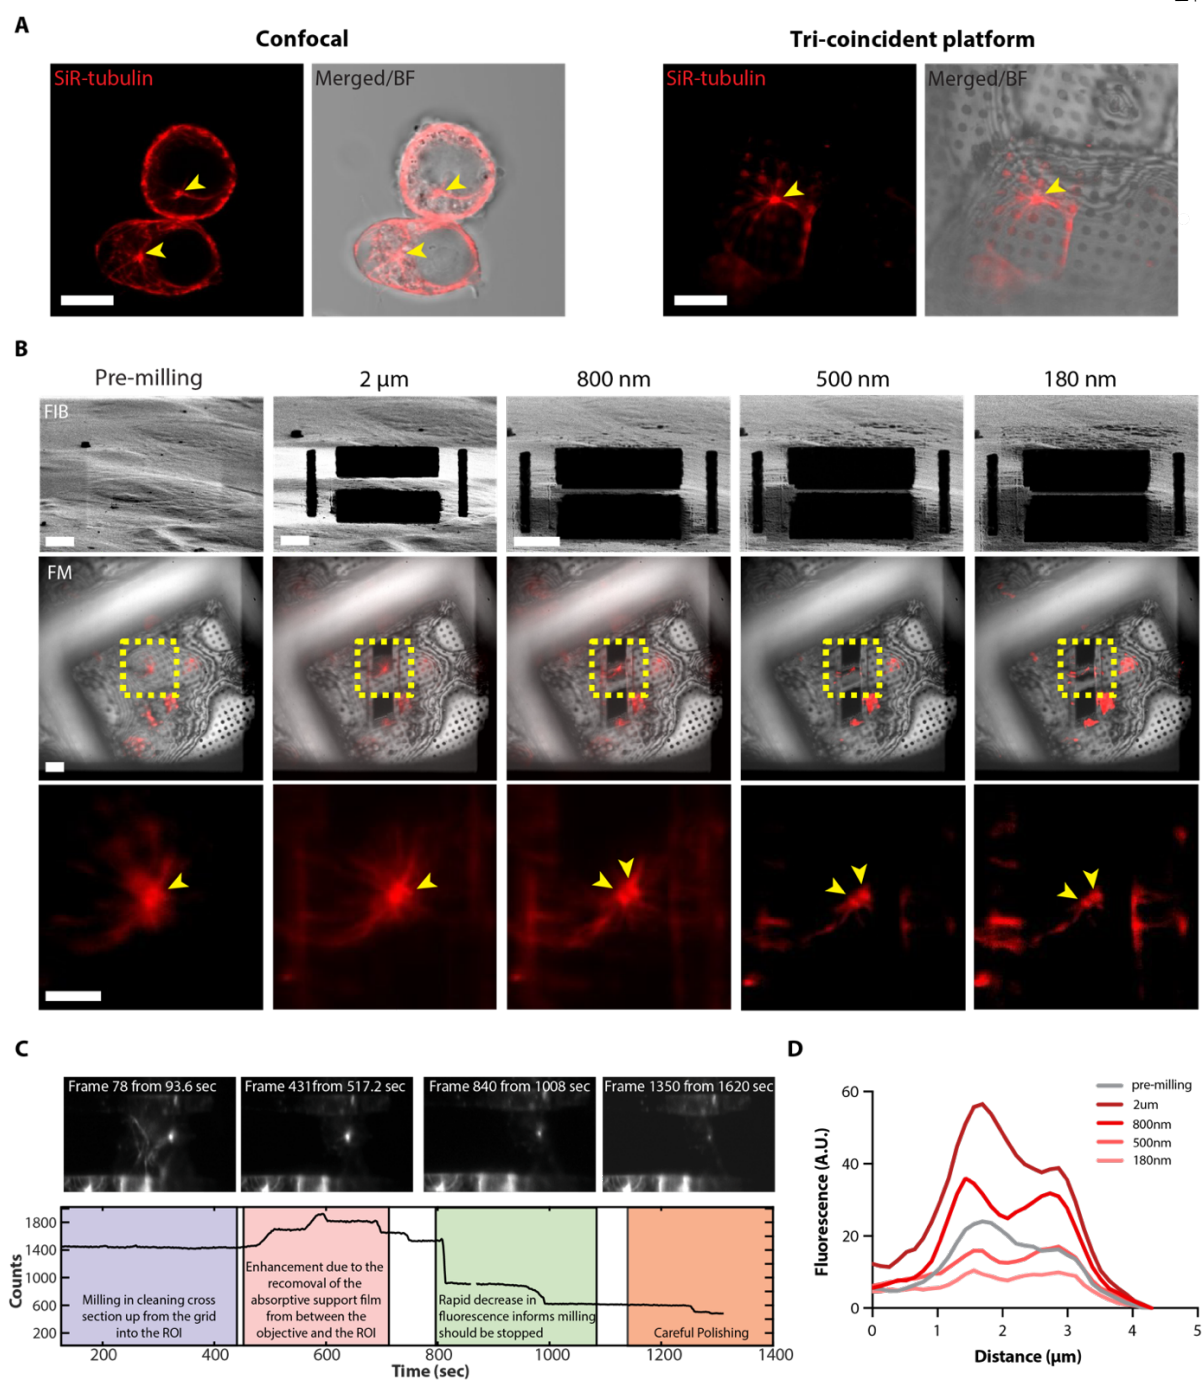 A
Confocal
Tri-coincident platform
SiR-tubulin
Merged/BF
SiR-tubulin
Merged/BF
B
Pre-milling
2 µm
800 nm
500 nm
180 nm
FIB
FM
C
Frame 78 from 93.6 sec
Frame 431from 517.2 sec
Frame 840 from 1008 sec
Frame 1350 from 1620 sec
Counts
1800
1400
1000
600
200
Milling in cleaning cross
section up from the grid
into the ROI
Enhancement due to the
recomoval of the
absorptive support film
from between the
objective and the ROI
Rapid decrease in
fluorescence informs milling
should be stopped
Careful Polishing
200
400
600
800
1000
1200
1400
Time (sec)
D
Fluorescence (A.U.)
60
40
20
0
pre-milling
2um
800nm
500nm
180nm
0
1
2
3
4
5
Distance (µm)